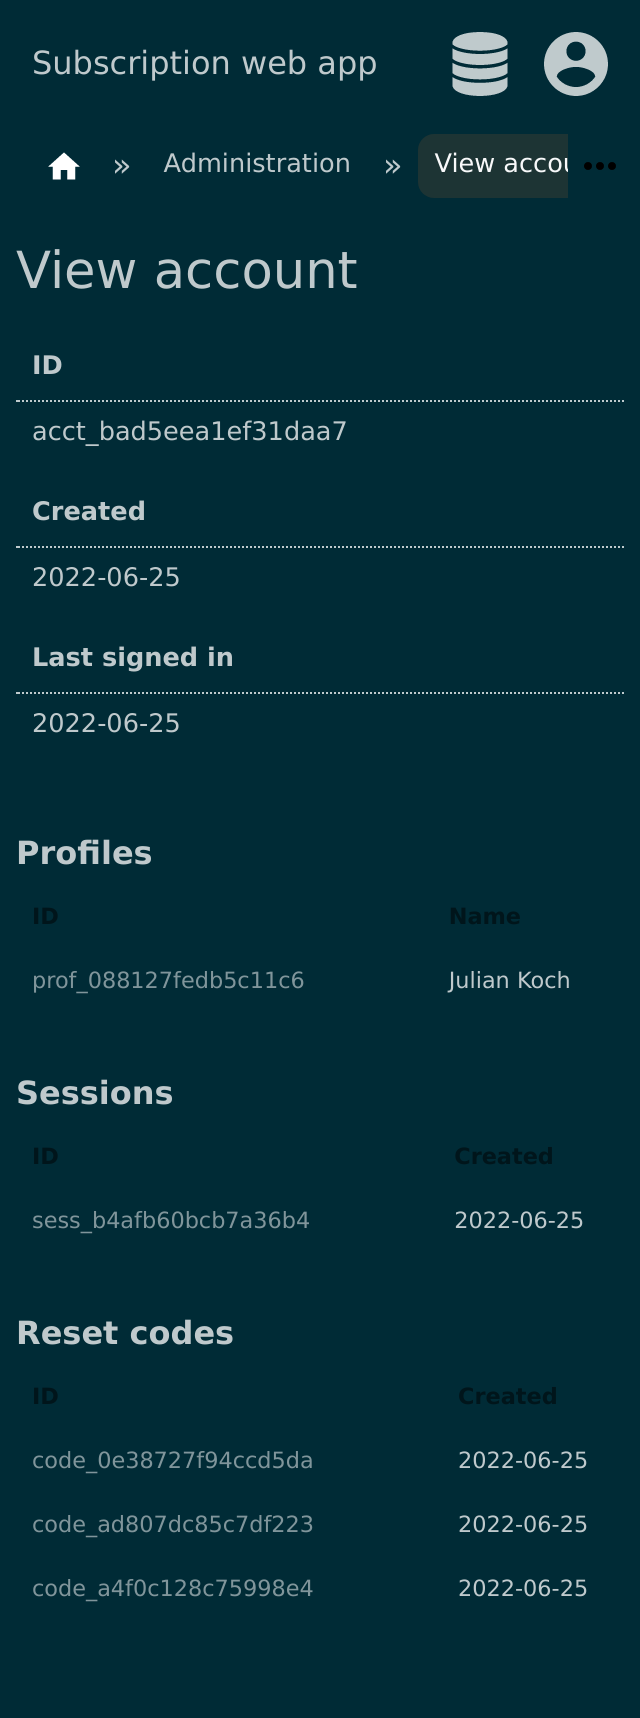 Subscription web app
» Administration » View accou
View account
ID
acct_bad5eea1ef31daa7
Created
2022-06-25
Last signed in
2022-06-25
Profiles
ID Name
prof_088127fedb5c11c6 Julian Koch
Sessions
ID Created
sess_b4afb60bcb7a36b4 2022-06-25
Reset codes
ID Created
code_0e38727f94ccd5da 2022-06-25
code_ad807dc85c7df223 2022-06-25
code_a4f0c128c75998e4 2022-06-25